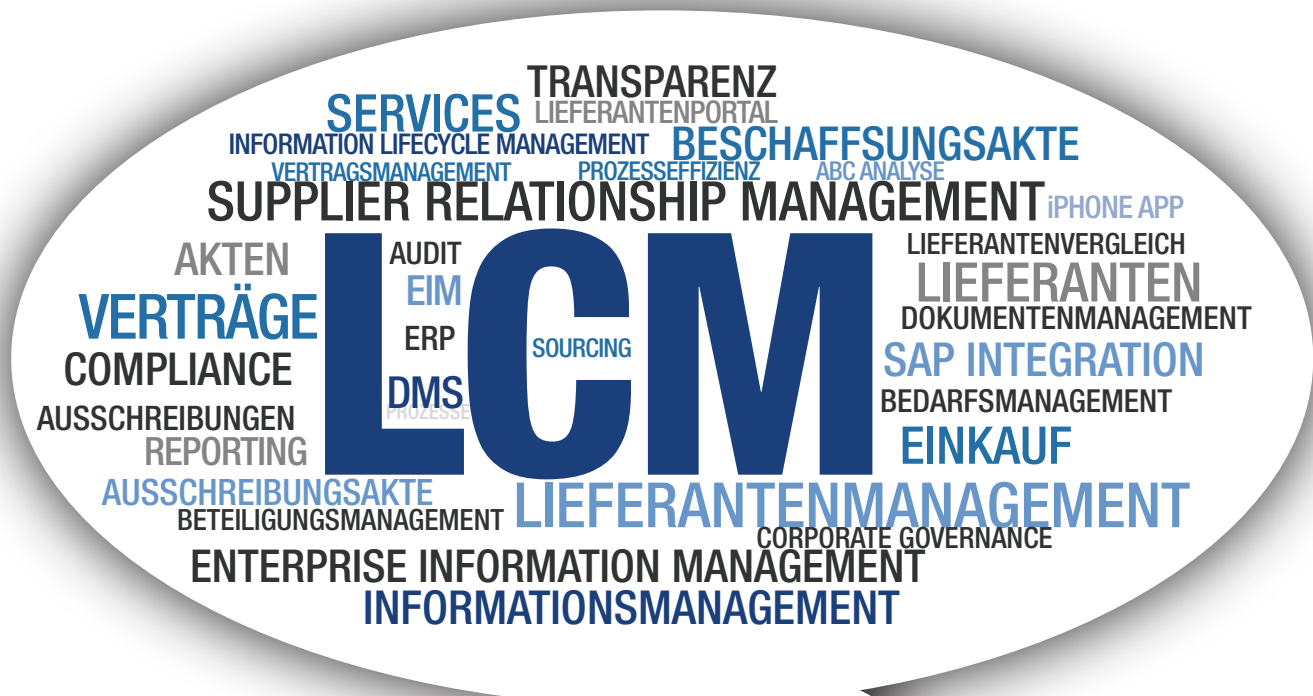 TRANSPARENZ
SERVICES
LIEFERANTENPORTAL
INFORMATION LIFECYCLE MANAGEMENT
BESCHAFFSUNGSAKTE
VERTRAGSMANAGEMENT
PROZESSEFFIZIENZ
ABC ANALYSE
SUPPLIER RELATIONSHIP MANAGEMENT
iPHONE APP
LCM
AKTEN
AUDIT
LIEFERANTENVERGLEICH
VERTRÄGE
EIM
LIEFERANTEN
ERP
SOURCING
DOKUMENTENMANAGEMENT
COMPLIANCE
SAP INTEGRATION
DMS
PROZESSE
BEDARFSMANAGEMENT
AUSSCHREIBUNGEN
REPORTING
EINKAUF
AUSSCHREIBUNGSAKTE
LIEFERANTENMANAGEMENT
BETEILIGUNGSMANAGEMENT
CORPORATE GOVERNANCE
ENTERPRISE INFORMATION MANAGEMENT
INFORMATIONSMANAGEMENT